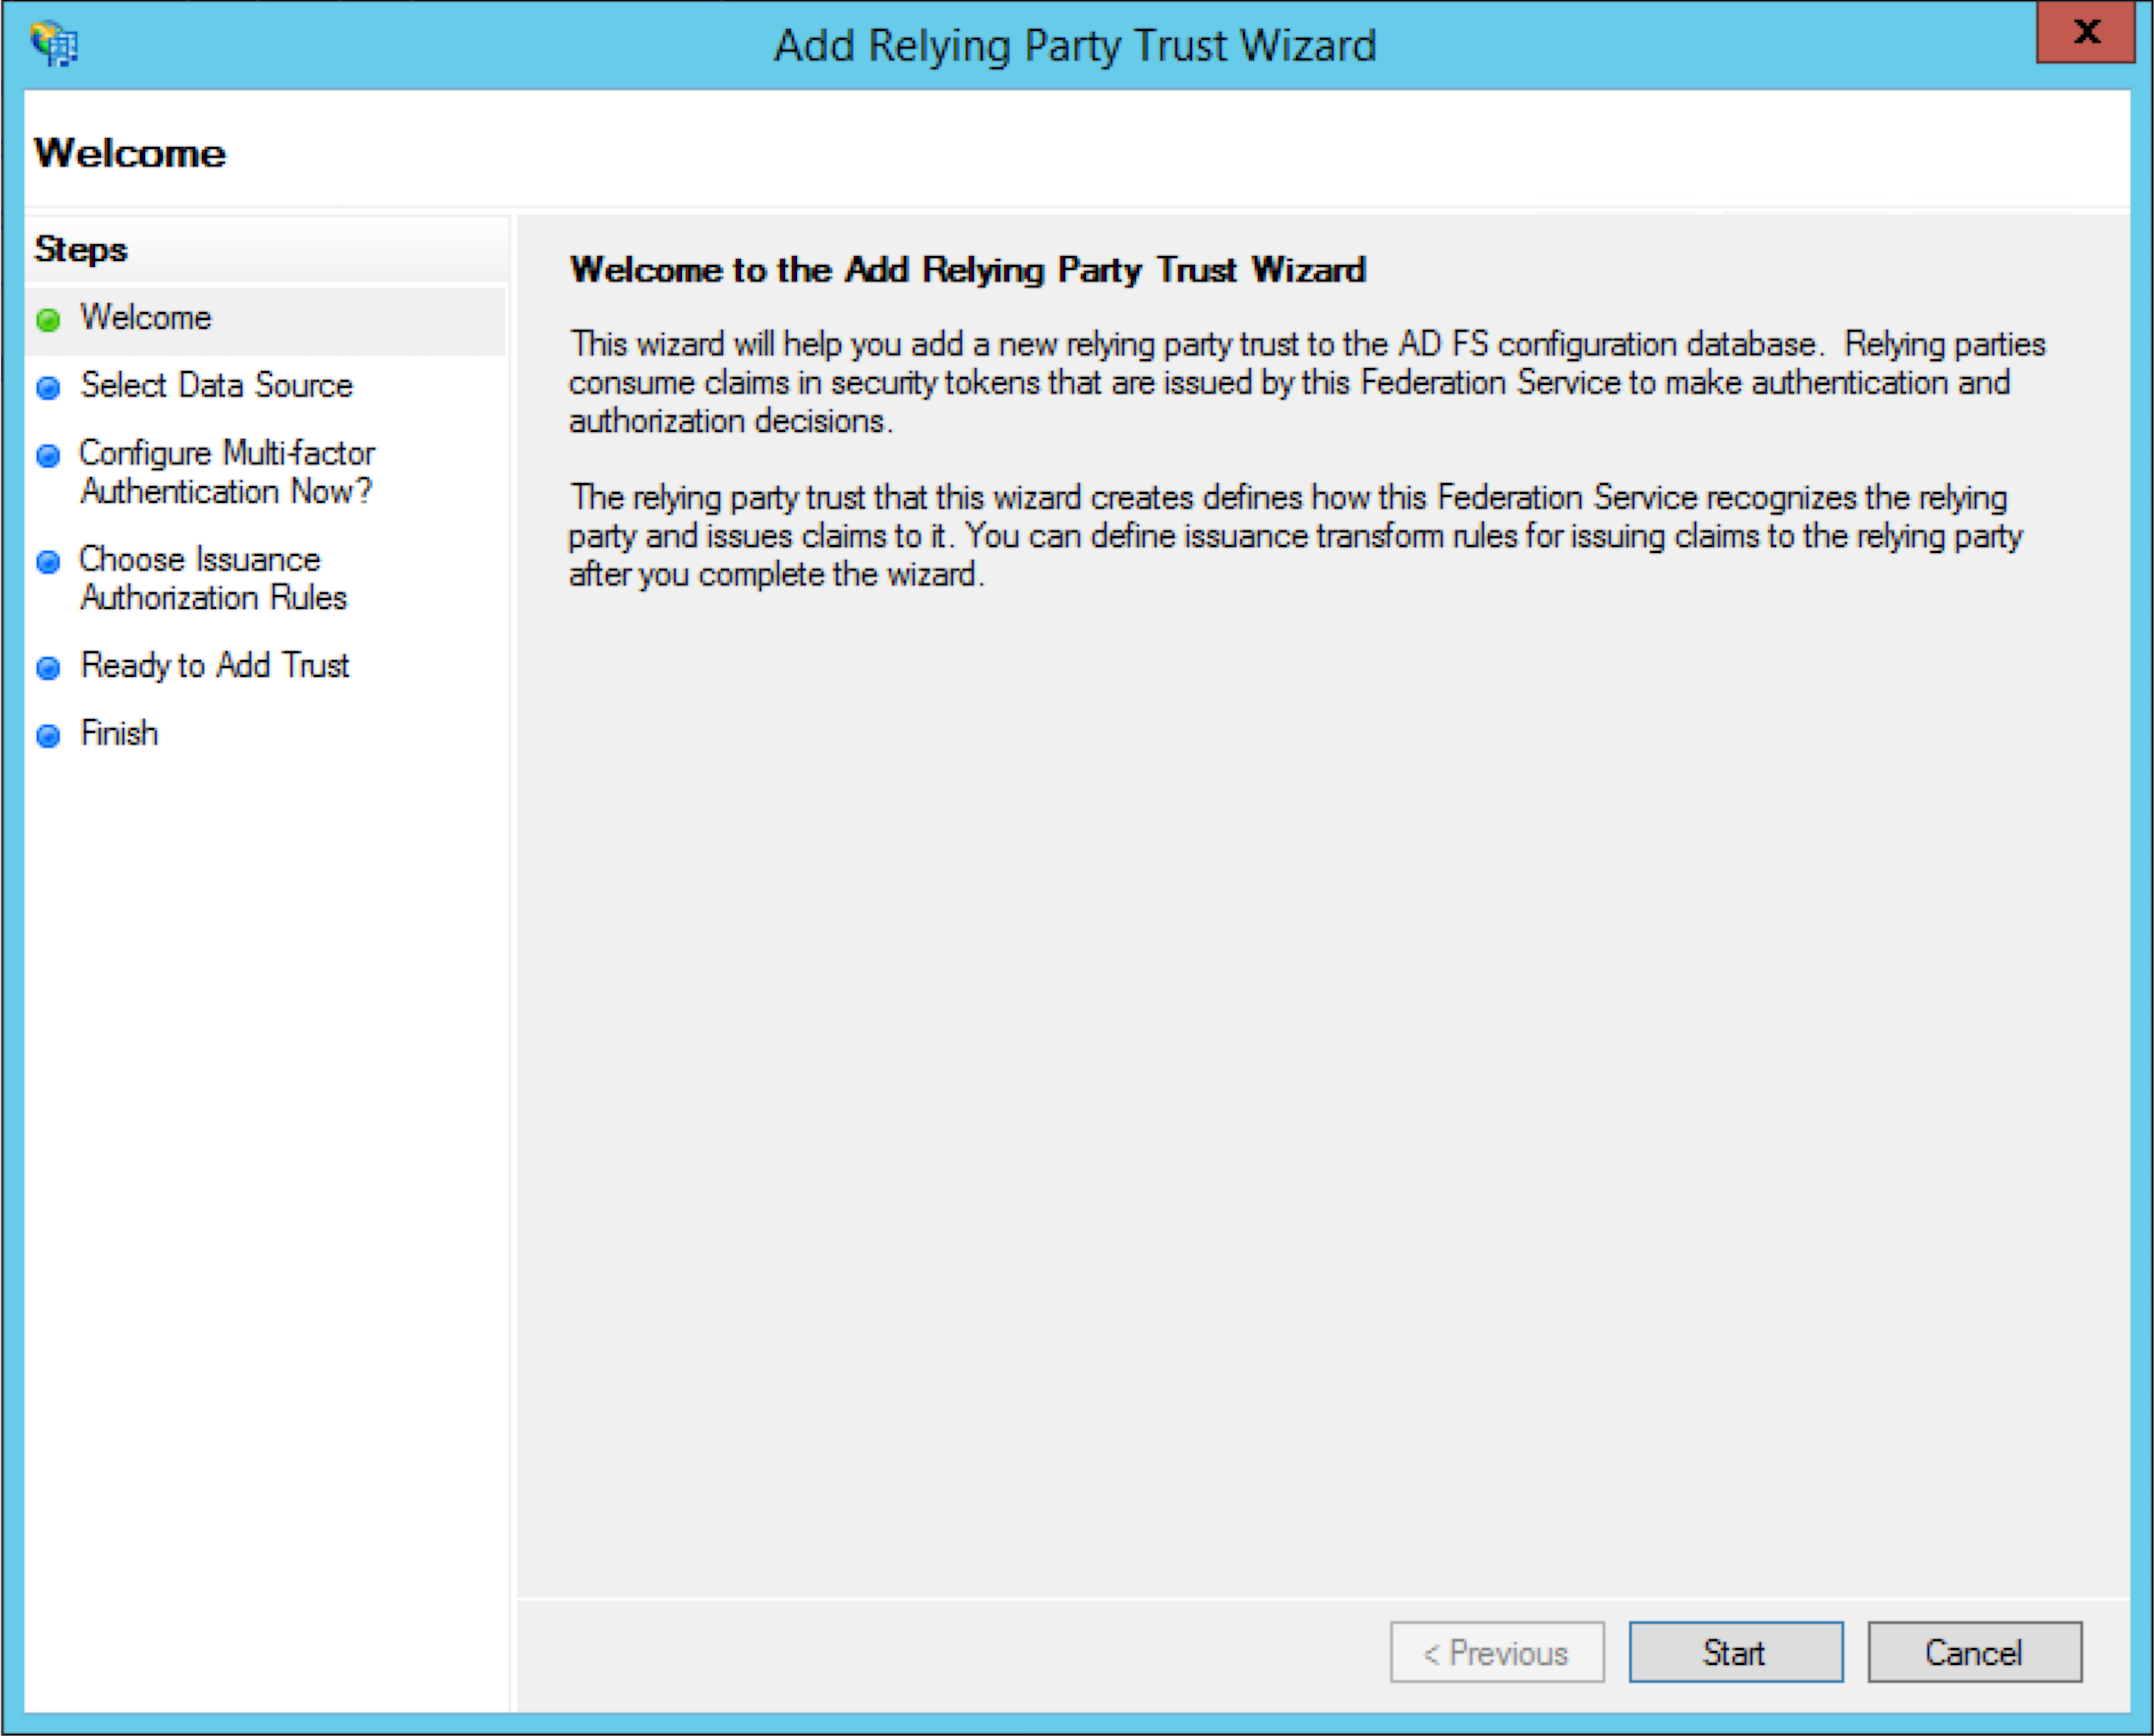 Add Relying Party Trust Wizard
x
Welcome
Steps
Welcome
Select Data Source
Configure Multi-factor
Authentication Now?
Choose Issuance
Authorization Rules
Ready to Add Trust
Finish
Welcome to the Add Relying Party Trust Wizard
This wizard will help you add a new relying party trust to the AD FS configuration database.  Relying parties
consume claims in security tokens that are issued by this Federation Service to make authentication and
authorization decisions.
The relying party trust that this wizard creates defines how this Federation Service recognizes the relying
party and issues claims to it. You can define issuance transform rules for issuing claims to the relying party
after you complete the wizard.
< Previous
Start
Cancel